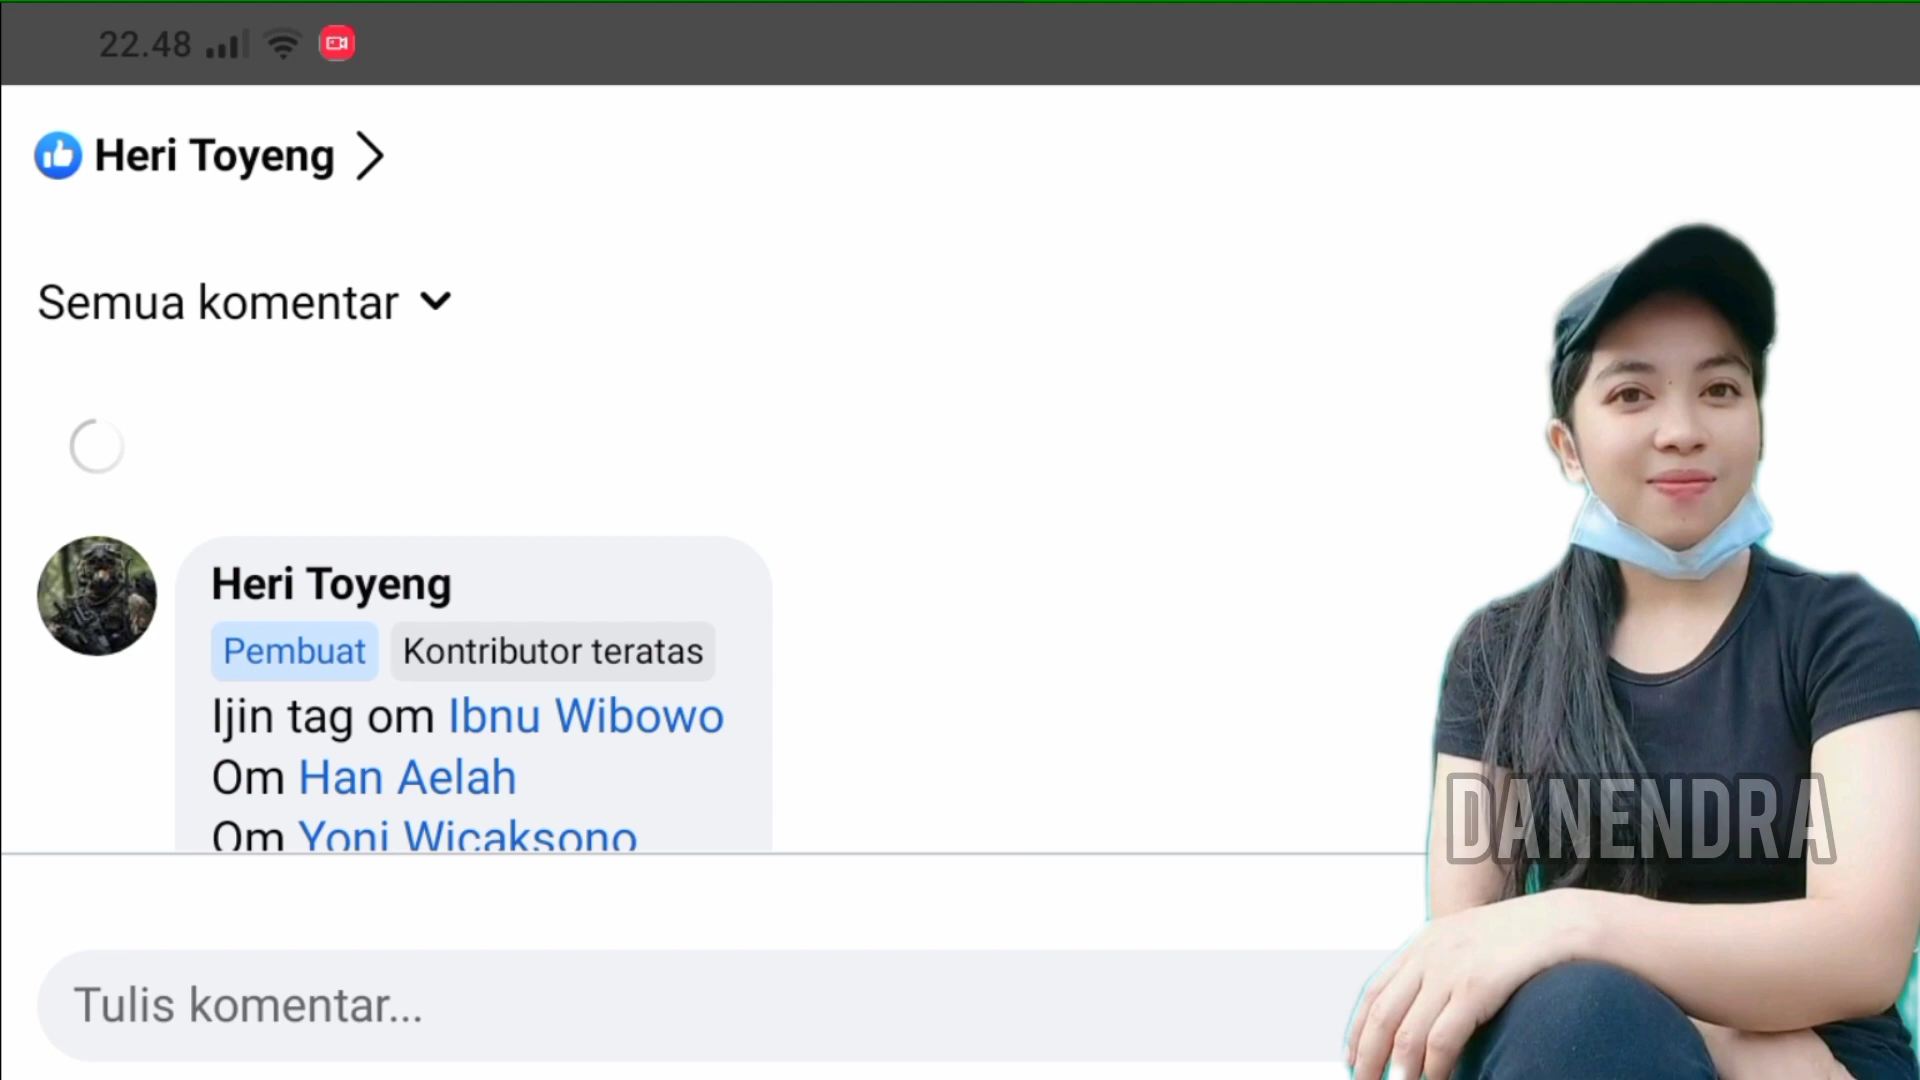 22.48
Heri Toyeng
Semua komentar
Heri Toyeng
Pembuat Kontributor teratas
Ijin tag om Ibnu Wibowo
Om Han Aelah
Om Yoni Wicaksono
DANENDRA
Tulis komentar...